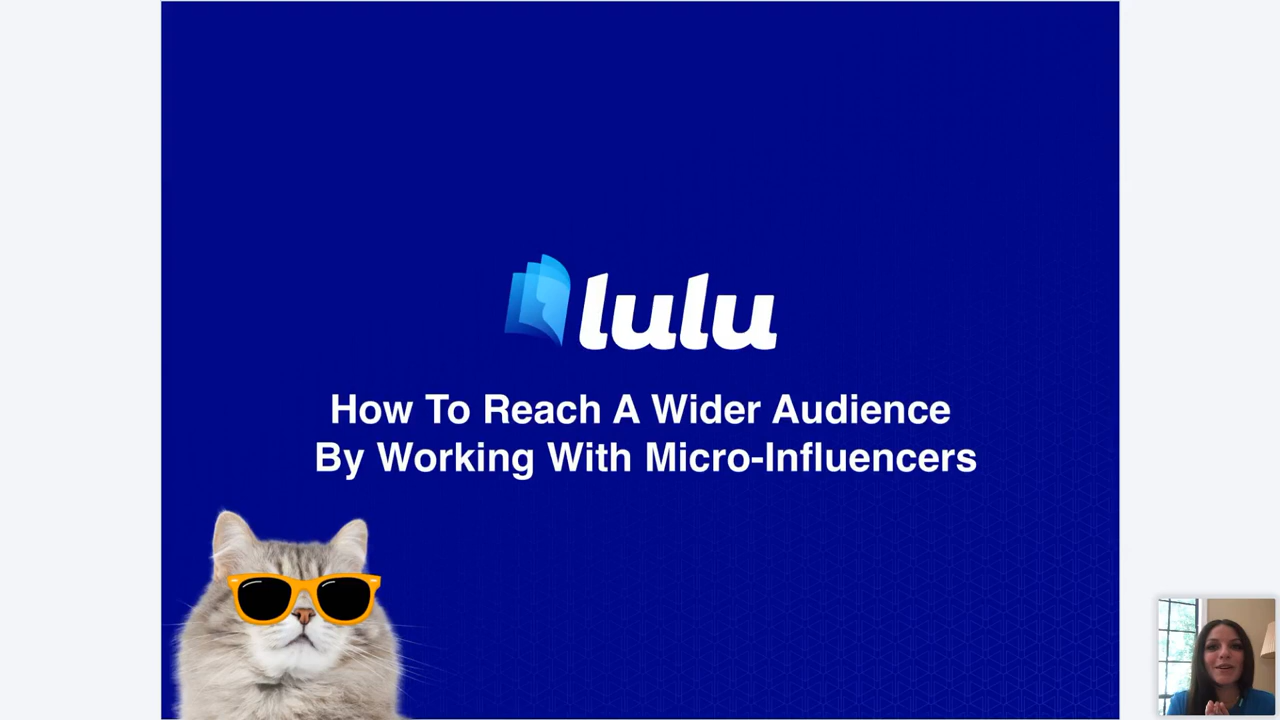 lulu
How To Reach A Wider Audience
By Working With Micro-Influencers